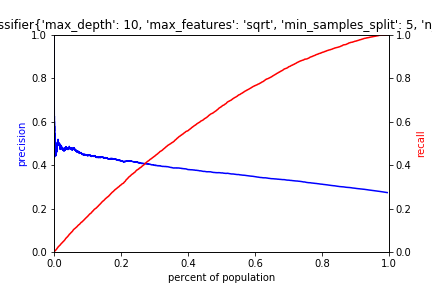 ssifier{'max_depth': 10, 'max_features': 'sqrt', 'min_samples_split': 5, 'n
1.0
0.8
0.6
0.4
0.2
0.0
precision
0.0 0.2 0.4 0.6 0.8 1.0
percent of population
1.0
0.8
0.6
0.4
0.2
0.0
recall